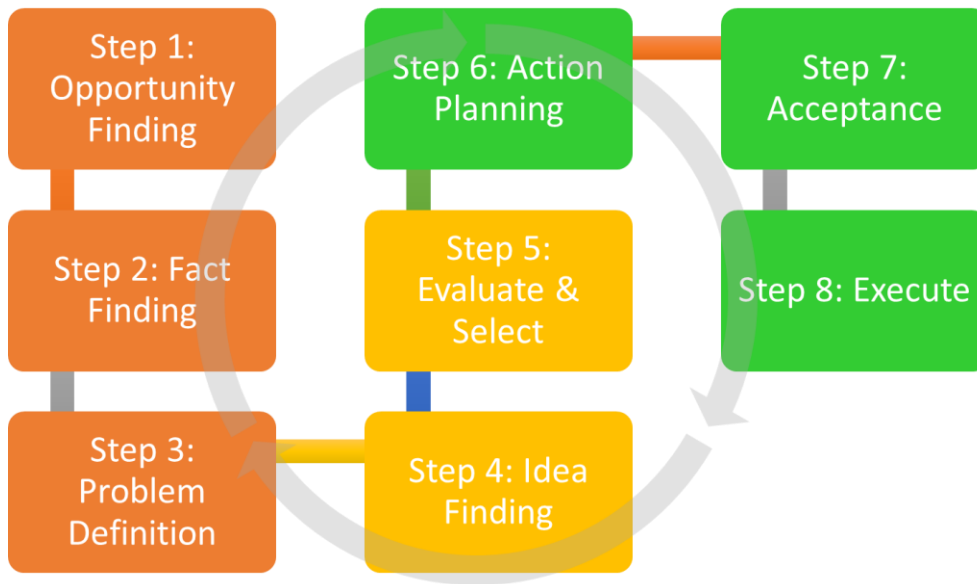 Step 1:
Opportunity
Finding
Step 2: Fact
Finding
Step 3:
Problem
Definition
Step 4: Idea
Finding
Step 5:
Evaluate &
Select
Step 6: Action
Planning
Step 7:
Acceptance
Step 8: Execute